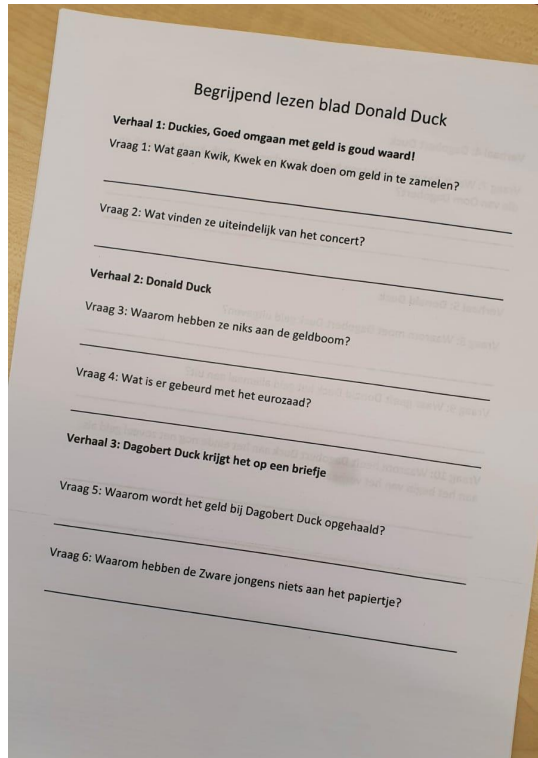 Begrijpend lezen blad Donald Duck
Verhaal 1: Duckies, Goed omgaan met geld is goud waard!
Vraag 1: Wat gaan Kwik, Kwek en Kwak doen om geld in te zamelen?
Vraag 2: Wat vinden ze uiteindelijk van het concert?
Verhaal 2: Donald Duck
Vraag 3: Waarom hebben ze niks aan de geldboom?
Vraag 4: Wat is er gebeurd met het eurozaad?
Verhaal 3: Dagobert Duck krijgt het op een briefje
Vraag 5: Waarom wordt het geld bij Dagobert Duck opgehaald?
Vraag 6: Waarom hebben de Zware jongens niets aan het papiertje?